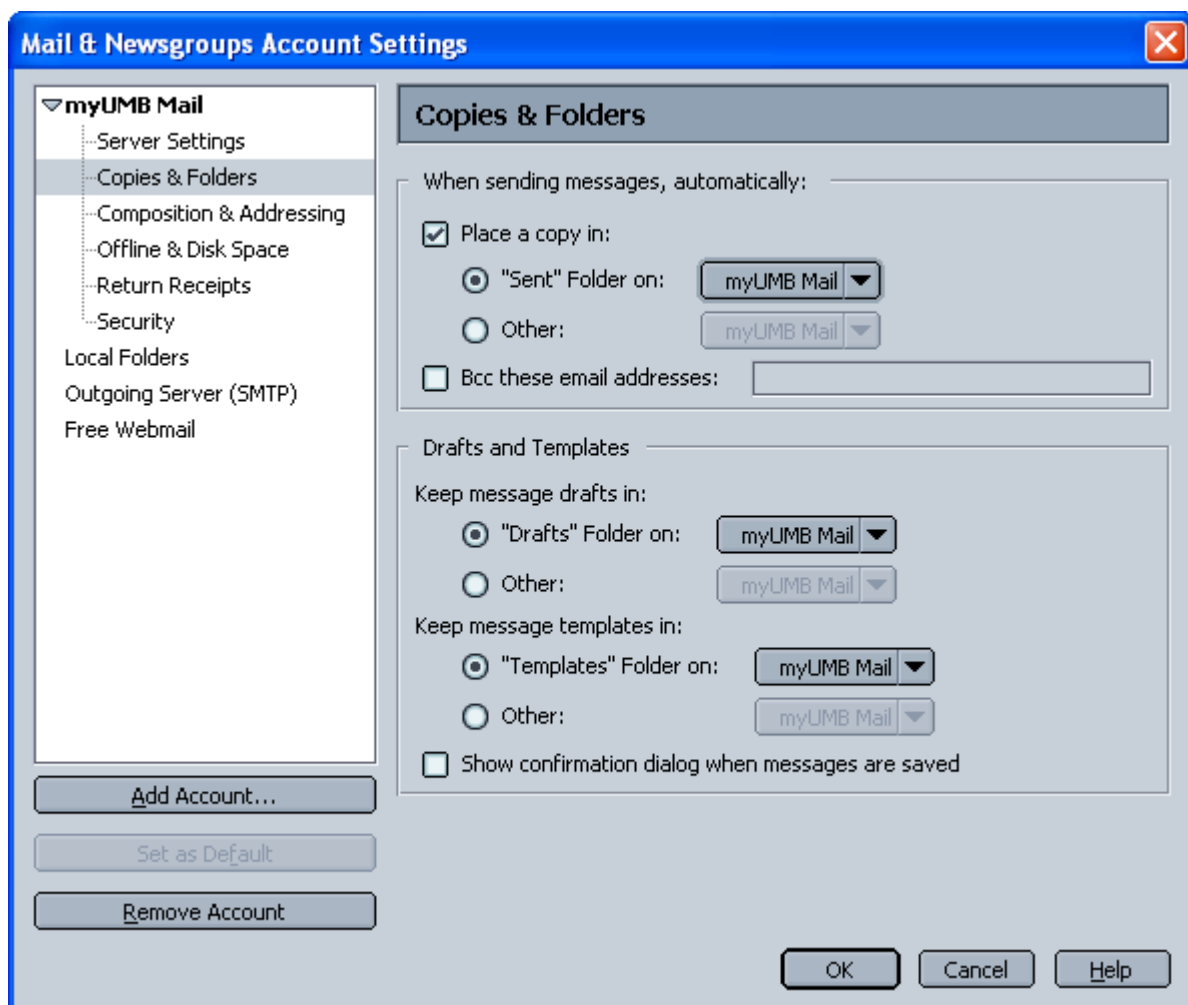 Mail & Newsgroups Account Settings
myUMB Mail
Server Settings
Copies & Folders
Composition & Addressing
Offline & Disk Space
Return Receipts
Security
Local Folders
Outgoing Server (SMTP)
Free Webmail
Add Account...
Set as Default
Remove Account
Copies & Folders
When sending messages, automatically:
Place a copy in:
"Sent" Folder on: myUMB Mail
Other: myUMB Mail
Bcc these email addresses:
Drafts and Templates
Keep message drafts in:
"Drafts" Folder on: myUMB Mail
Other: myUMB Mail
Keep message templates in:
"Templates" Folder on: myUMB Mail
Other: myUMB Mail
Show confirmation dialog when messages are saved
OK Cancel Help